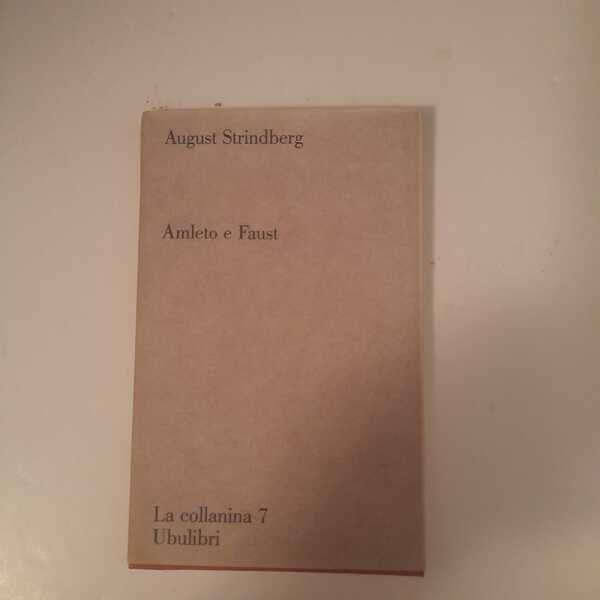 August Strindberg
Amleto e Faust
La collanina 7
Ubulibri